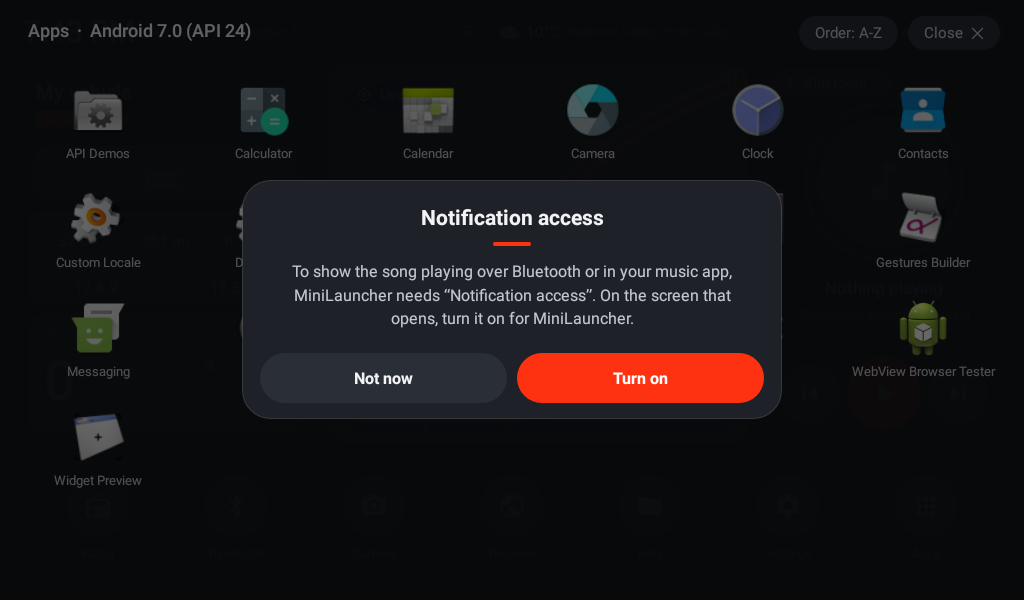 Apps · Android 7.0 (API 24)
Order: A-Z
Close
API Demos
Calculator
Calendar
Camera
Clock
Contacts
Notification access
To show the song playing over Bluetooth or in your music app,
MiniLauncher needs “Notification access”. On the screen that
opens, turn it on for MiniLauncher.
Not now
Turn on
Custom Locale
Gestures Builder
Messaging
WebView Browser Tester
Widget Preview